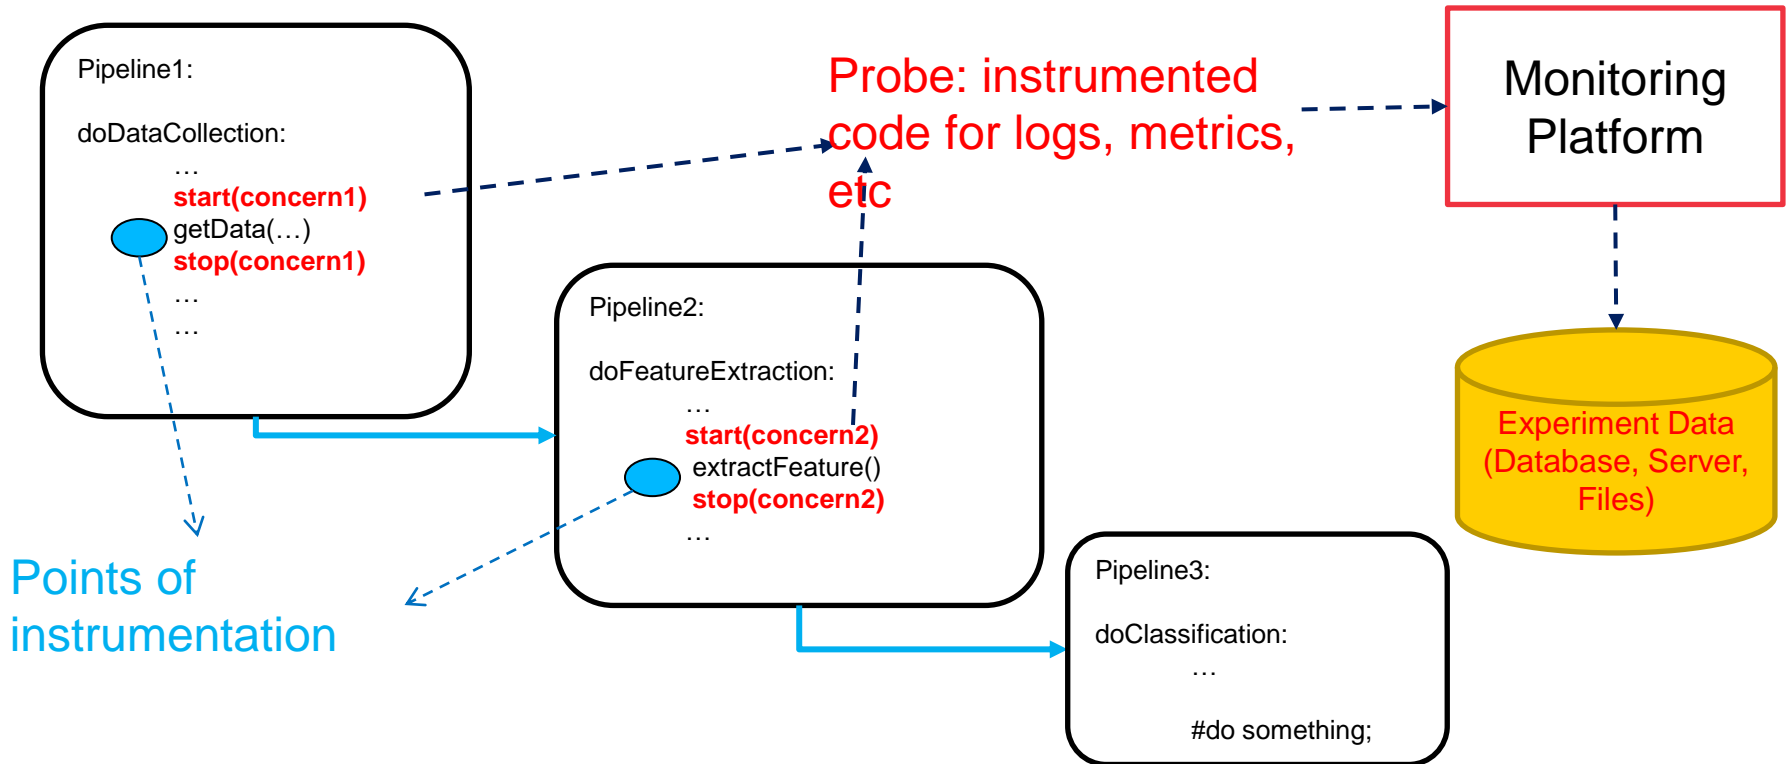 Pipeline1:
doDataCollection:
…
start(concern1)
getData(…)
stop(concern1)
…
…
Probe: instrumented
code for logs, metrics,
etc
Monitoring
Platform
Pipeline2:
doFeatureExtraction:
…
start(concern2)
extractFeature()
stop(concern2)
…
Experiment Data
(Database, Server,
Files)
Points of
instrumentation
Pipeline3:
doClassification:
…
#do something;